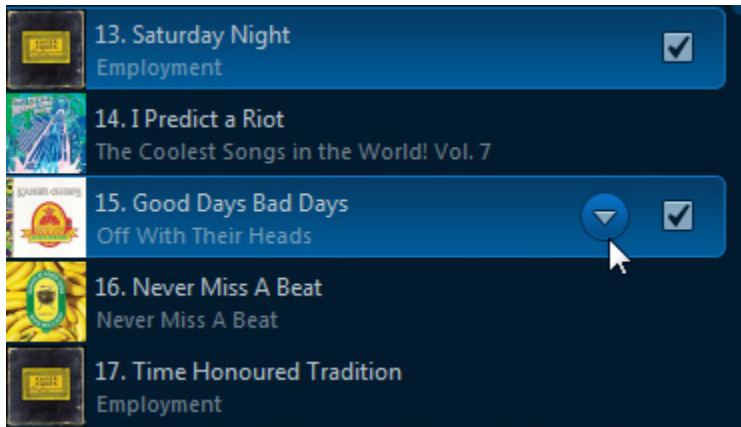 13. Saturday Night
Employment
14. I Predict a Riot
The Coolest Songs in the World! Vol. 7
15. Good Days Bad Days
Off With Their Heads
16. Never Miss A Beat
Never Miss A Beat
17. Time Honoured Tradition
Employment